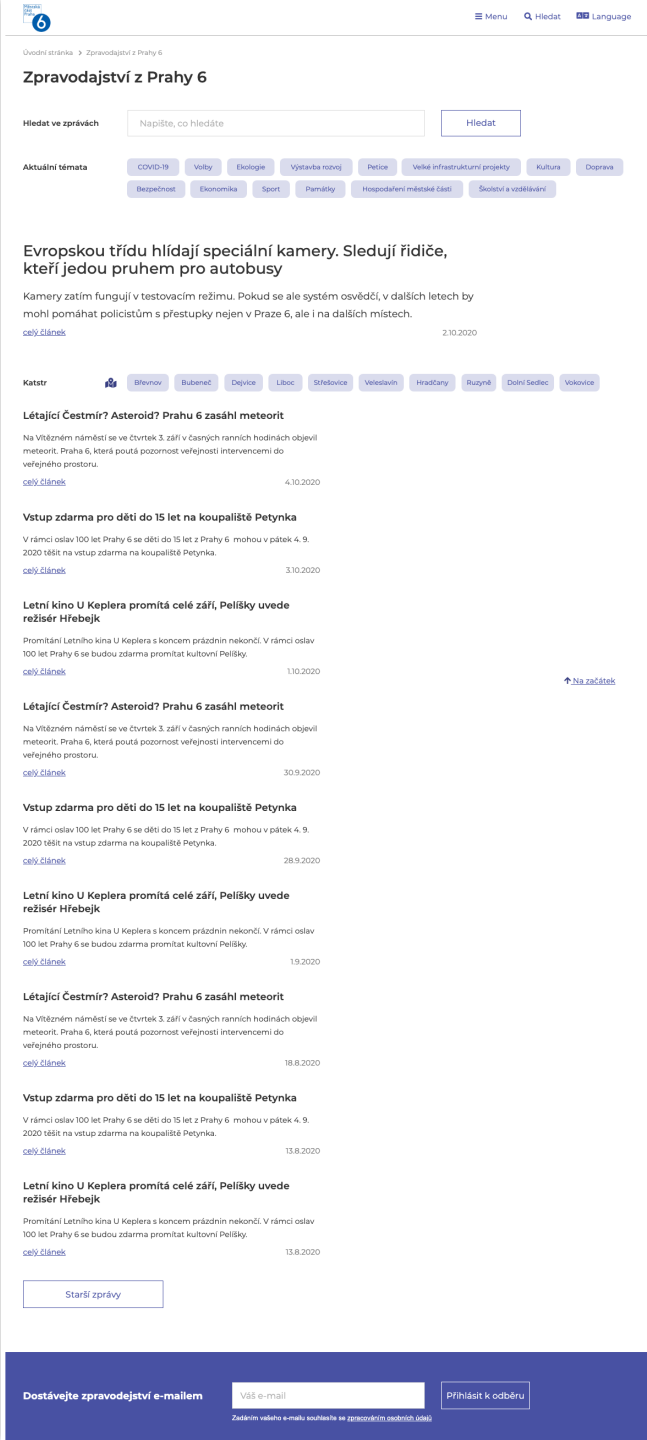 Městská
část
Praha
6
Menu
Hledat
Language
Úvodní stránka
Zpravodajství z Prahy 6
Zpravodajství z Prahy 6
Hledat ve zprávách
Napište, co hledáte
Hledat
Aktuální témata
COVID-19
Volby
Ekologie
Výstavba rozvoj
Petice
Velké infrastrukturní projekty
Kultura
Doprava
Bezpečnost
Ekonomika
Sport
Památky
Hospodaření městské části
Školství a vzdělávání
Evropskou třídu hlídají speciální kamery. Sledují řidiče,
kteří jedou pruhem pro autobusy
Kamery zatím fungují v testovacím režimu. Pokud se ale systém osvědčí, v dalších letech by
mohl pomáhat policistům s přestupky nejen v Praze 6, ale i na dalších místech.
celý článek
2.10.2020
Katstr
Břevnov
Bubeneč
Dejvice
Liboc
Střešovice
Veleslavín
Hradčany
Ruzyně
Dolní Sedlec
Vokovice
Létající Čestmír? Asteroid? Prahu 6 zasáhl meteorit
Na Vítězném náměstí se ve čtvrtek 3. září v časných ranních hodinách objevil
meteorit. Praha 6, která poutá pozornost veřejnosti intervencemi do
veřejného prostoru.
celý článek
4.10.2020
Vstup zdarma pro děti do 15 let na koupaliště Petynka
V rámci oslav 100 let Prahy 6 se děti do 15 let z Prahy 6 mohou v pátek 4. 9.
2020 těšit na vstup zdarma na koupaliště Petynka.
celý článek
3.10.2020
Letní kino U Keplera promítá celé září, Pelíšky uvede
režisér Hřebejk
Promítání Letního kina U Keplera s koncem prázdnin nekončí. V rámci oslav
100 let Prahy 6 se budou zdarma promítat kultovní Pelíšky.
celý článek
1.10.2020
Na začátek
Létající Čestmír? Asteroid? Prahu 6 zasáhl meteorit
Na Vítězném náměstí se ve čtvrtek 3. září v časných ranních hodinách objevil
meteorit. Praha 6, která poutá pozornost veřejnosti intervencemi do
veřejného prostoru.
celý článek
30.9.2020
Vstup zdarma pro děti do 15 let na koupaliště Petynka
V rámci oslav 100 let Prahy 6 se děti do 15 let z Prahy 6 mohou v pátek 4. 9.
2020 těšit na vstup zdarma na koupaliště Petynka.
celý článek
28.9.2020
Letní kino U Keplera promítá celé září, Pelíšky uvede
režisér Hřebejk
Promítání Letního kina U Keplera s koncem prázdnin nekončí. V rámci oslav
100 let Prahy 6 se budou zdarma promítat kultovní Pelíšky.
celý článek
1.9.2020
Létající Čestmír? Asteroid? Prahu 6 zasáhl meteorit
Na Vítězném náměstí se ve čtvrtek 3. září v časných ranních hodinách objevil
meteorit. Praha 6, která poutá pozornost veřejnosti intervencemi do
veřejného prostoru.
celý článek
18.8.2020
Vstup zdarma pro děti do 15 let na koupaliště Petynka
V rámci oslav 100 let Prahy 6 se děti do 15 let z Prahy 6 mohou v pátek 4. 9.
2020 těšit na vstup zdarma na koupaliště Petynka.
celý článek
13.8.2020
Letní kino U Keplera promítá celé září, Pelíšky uvede
režisér Hřebejk
Promítání Letního kina U Keplera s koncem prázdnin nekončí. V rámci oslav
100 let Prahy 6 se budou zdarma promítat kultovní Pelíšky.
celý článek
13.8.2020
Starší zprávy
Dostávejte zpravodejství e-mailem
Váš e-mail
Přihlásit k odběru
Zadáním vašeho e-mailu souhlasíte se zpracováním osobních údajů